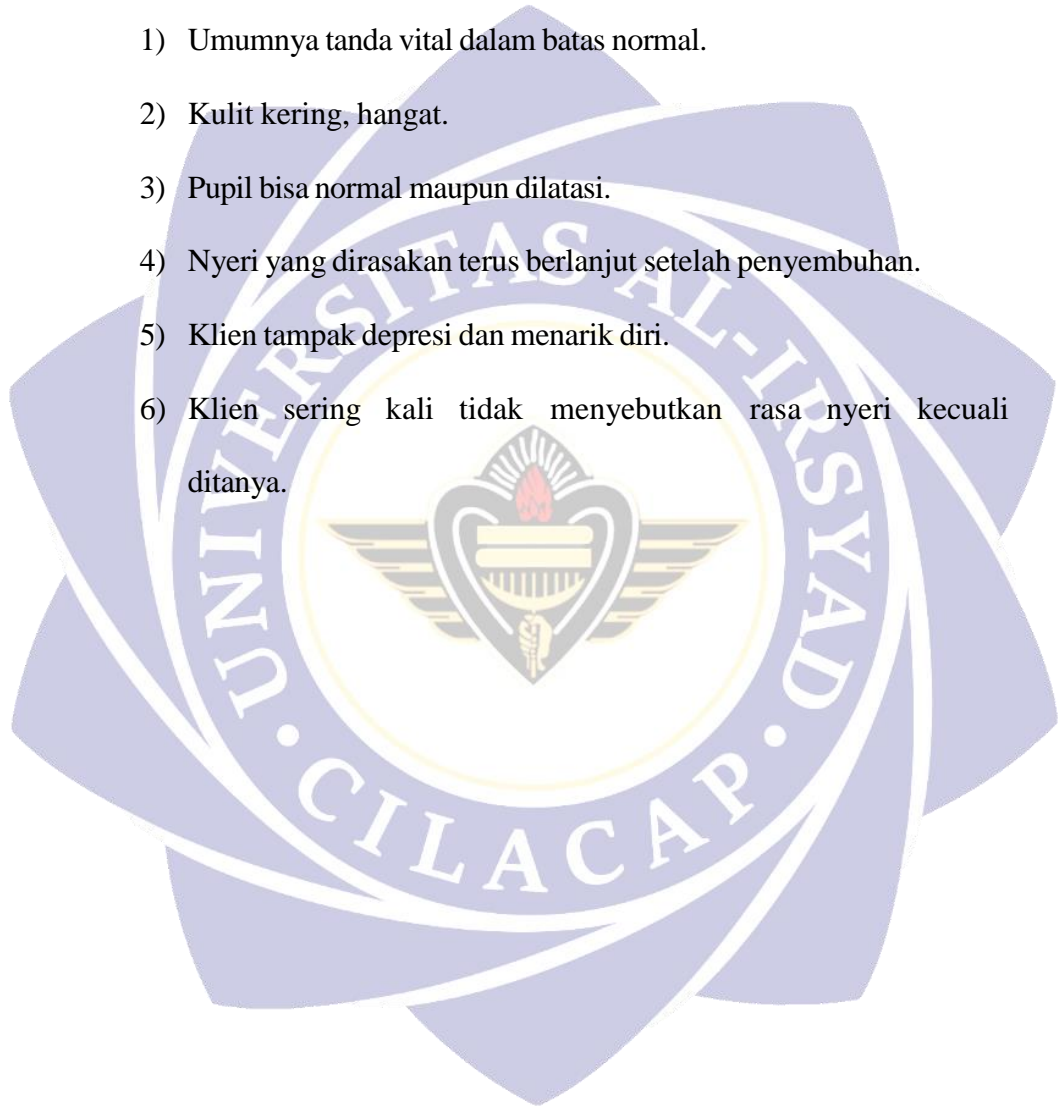 1) Umumnya tanda vital dalam batas normal.
2) Kulit kering, hangat.
3) Pupil bisa normal maupun dilatasi.
4) Nyeri yang dirasakan terus berlanjut setelah penyembuhan.
5) Klien tampak depresi dan menarik diri.
6) Klien sering kali tidak menyebutkan rasa nyeri kecuali
ditanya.
UNIVERSITAS AL-IRSYAD
CILACAP